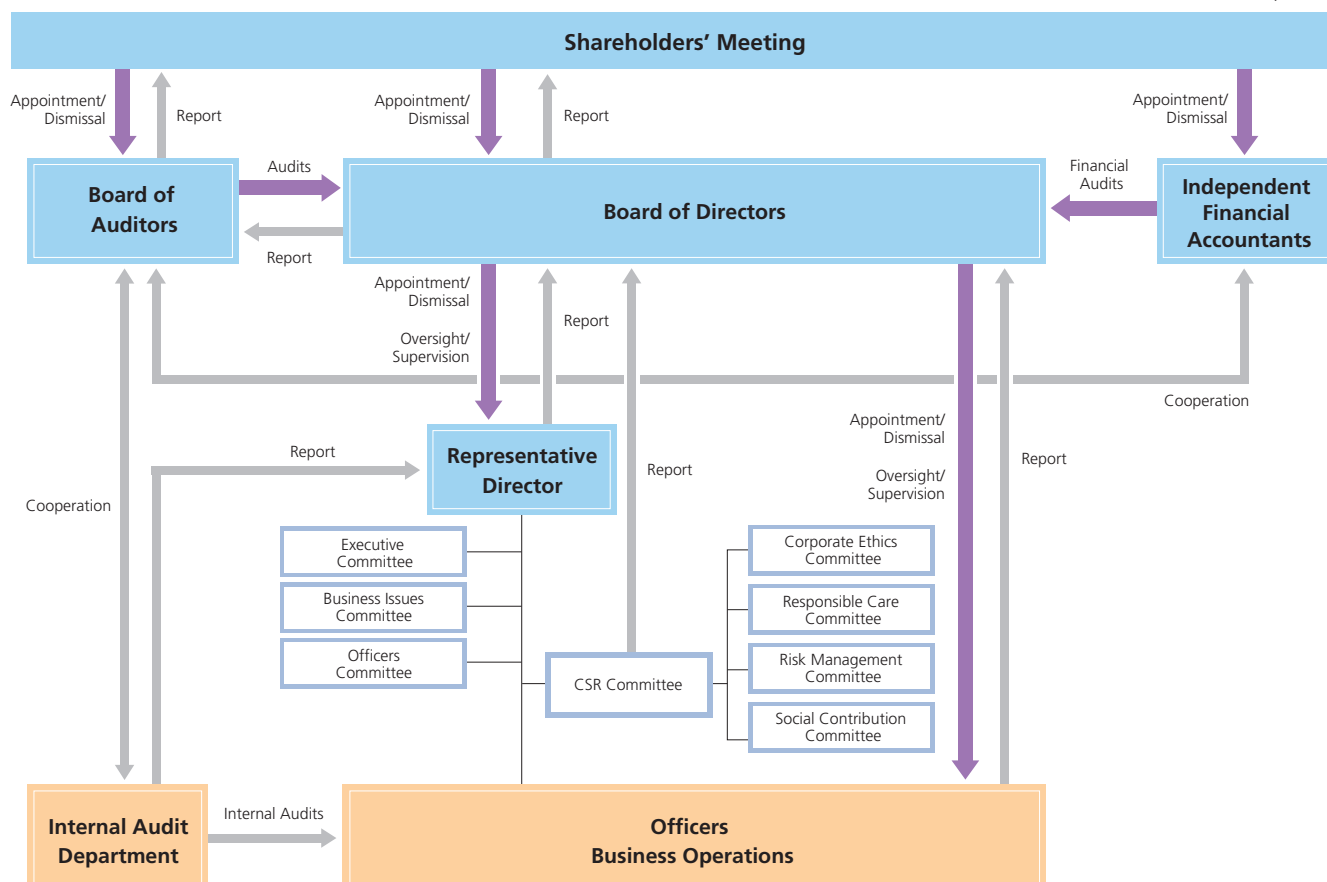 Shareholders’ Meeting
Appointment/
Dismissal
Report
Appointment/
Dismissal
Report
Appointment/
Dismissal
Board of
Auditors
Audits
Report
Board of Directors
Financial
Audits
Independent
Financial
Accountants
Appointment/
Dismissal
Oversight/
Supervision
Report
Cooperation
Appointment/
Dismissal
Oversight/
Supervision
Report
Report
Report
Representative
Director
Cooperation
Executive
Committee
Business Issues
Committee
Officers
Committee
CSR Committee
Corporate Ethics
Committee
Responsible Care
Committee
Risk Management
Committee
Social Contribution
Committee
Internal Audit
Department
Internal Audits
Officers
Business Operations